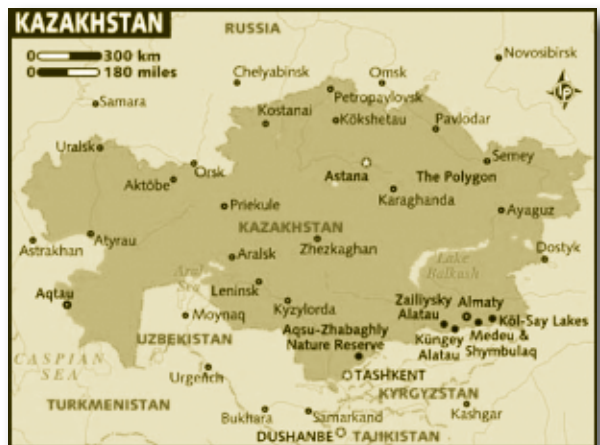 KAZAKHSTAN
RUSSIA
0 300 km
0 180 miles
Novosibirsk
Chelyabinsk
Omsk
Samara
Petropavlovsk
Kostanai
Kökshetau
Pavlodar
Uralsk
Orsk
Astana
The Polygon
Semey
Aktöbe
Karaghanda
Priekule
Ayaguz
KAZAKHSTAN
Astrakhan
Atyrau
Zhezkaghan
Dostyk
Aralsk
Lake
Balkash
Aral
Sea
Aqtau
Leninsk
Kyzylorda
Zailiysky
Alatau
Almaty
Moynaq
Köl-Say Lakes
Aqsu-Zhabaghly
Nature Reserve
Küngey
Alatau
Medeu &
Shymbulaq
UZBEKISTAN
CASPIAN
SEA
Urgench
TASHKENT
KYRGYZSTAN
TURKMENISTAN
Bukhara
Samarkand
Kashgar
DUSHANBE
TAJIKISTAN